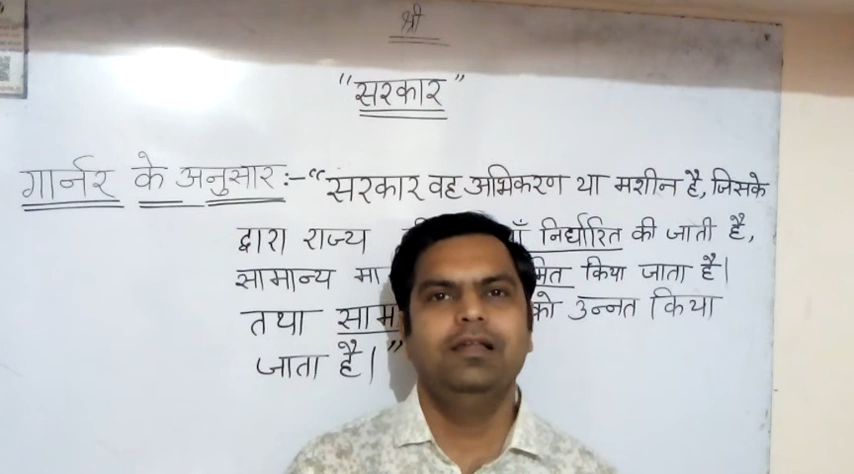 श्री
"सरकार"
गार्नर के अनुसार :- "सरकार वह अभिकरण या मशीन है, जिसके
द्वारा राज्य निर्धारित की जाती है,
सामान्य किया जाता है।
तथा को उन्नत किया
जाता है।"